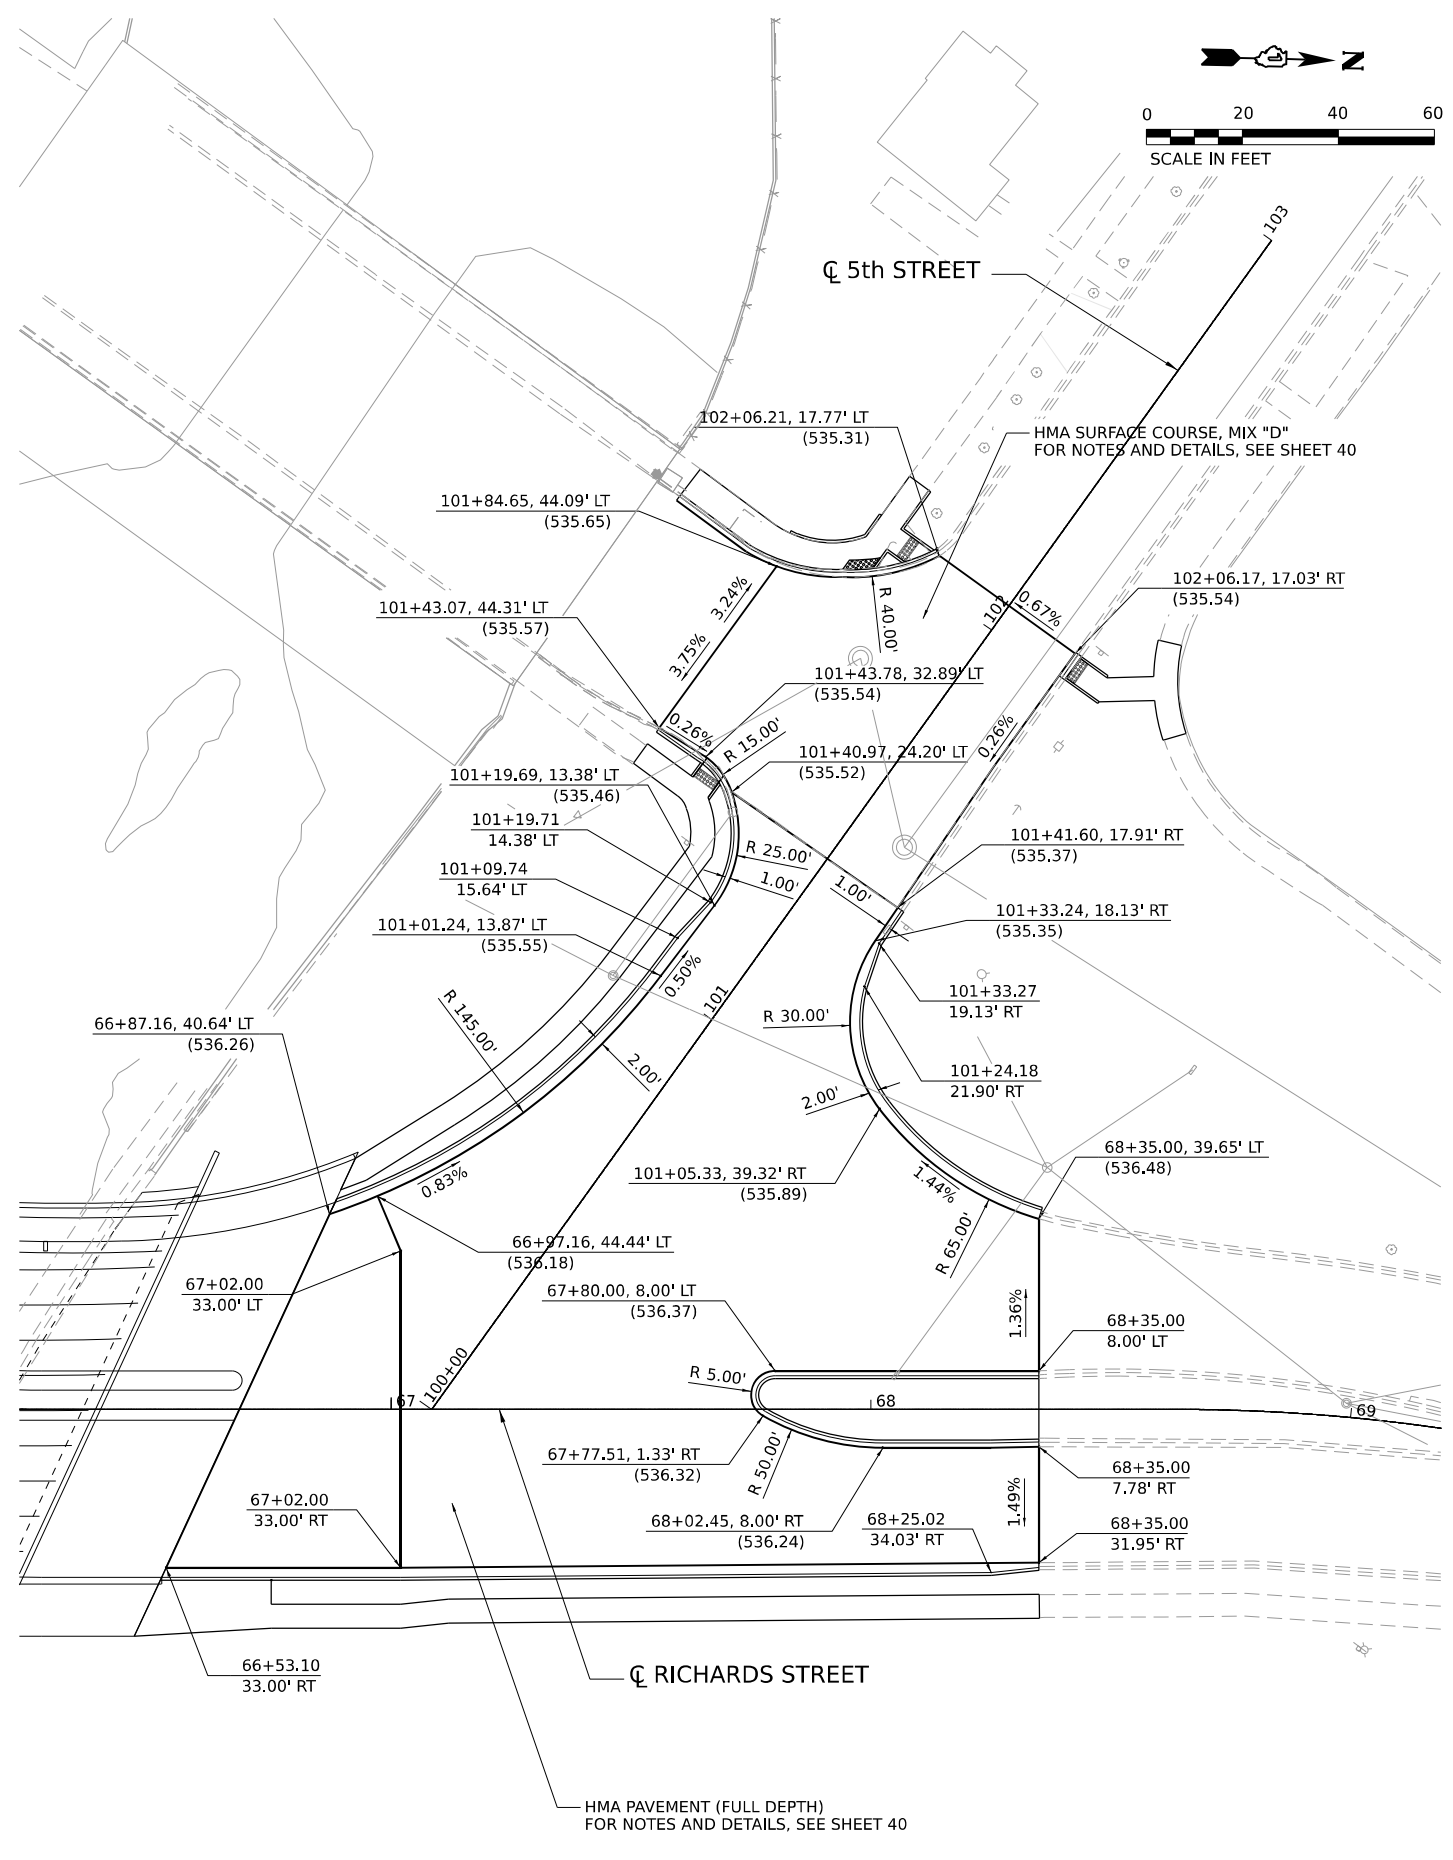 N
0 20 40 60
SCALE IN FEET
103
℄ 5th STREET
102+06.21, 17.77' LT
(535.31)
HMA SURFACE COURSE, MIX "D"
FOR NOTES AND DETAILS, SEE SHEET 40
101+84.65, 44.09' LT
(535.65)
102+06.17, 17.03' RT
(535.54)
3.24%
R 40.00'
102
0.67%
101+43.07, 44.31' LT
(535.57)
3.75%
101+43.78, 32.89' LT
(535.54)
0.26%
R 15.00'
0.26%
101+40.97, 24.20' LT
(535.52)
101+19.69, 13.38' LT
(535.46)
101+19.71
14.38' LT
101+41.60, 17.91' RT
(535.37)
R 25.00'
1.00'
1.00'
101+09.74
15.64' LT
101+33.24, 18.13' RT
(535.35)
101+01.24, 13.87' LT
(535.55)
0.50%
101
101+33.27
19.13' RT
66+87.16, 40.64' LT
(536.26)
R 145.00'
R 30.00'
2.00'
101+24.18
21.90' RT
2.00'
68+35.00, 39.65' LT
(536.48)
101+05.33, 39.32' RT
(535.89)
0.83%
1.44%
R 65.00'
66+97.16, 44.44' LT
(536.18)
67+02.00
33.00' LT
67+80.00, 8.00' LT
(536.37)
1.36%
68+35.00
8.00' LT
R 5.00'
67
100+00
68
69
67+77.51, 1.33' RT
(536.32)
R 50.00'
68+35.00
7.78' RT
67+02.00
33.00' RT
1.49%
68+02.45, 8.00' RT
(536.24)
68+25.02
34.03' RT
68+35.00
31.95' RT
66+53.10
33.00' RT
℄ RICHARDS STREET
HMA PAVEMENT (FULL DEPTH)
FOR NOTES AND DETAILS, SEE SHEET 40